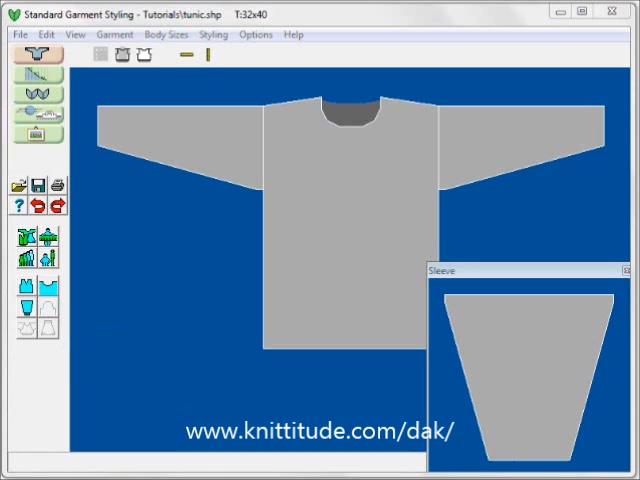 Standard Garment Styling - Tutorials\tunic.shp T:32x40
File Edit View Garment Body Sizes Styling Options Help
Sleeve
www.knittitude.com/dak/